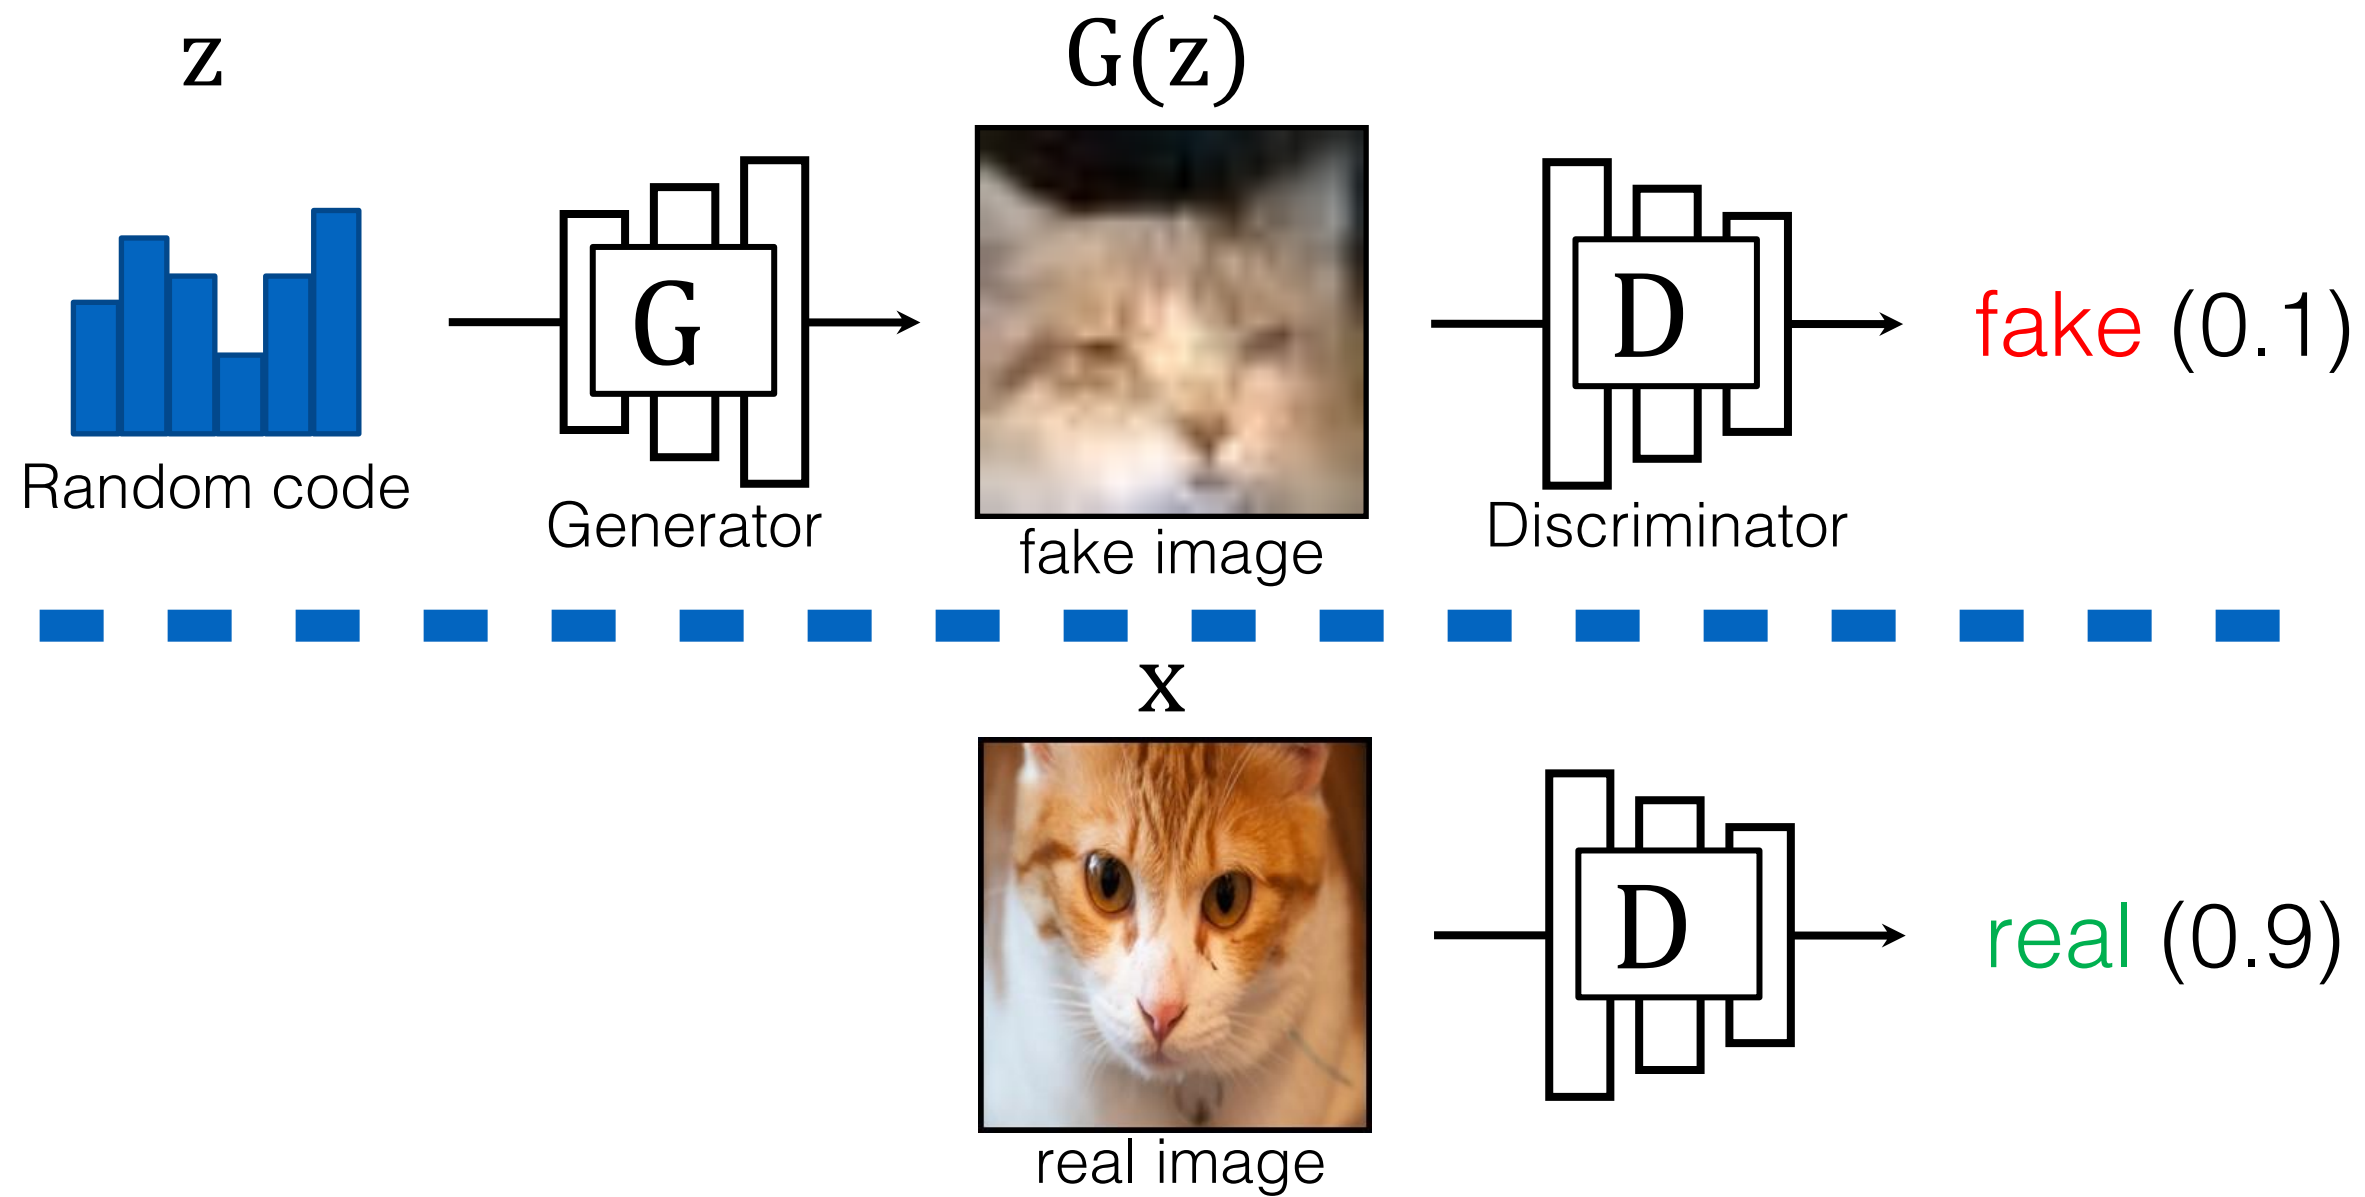 z
G(z)
G
D
fake (0.1)
Random code
Generator
fake image
Discriminator
x
D
real (0.9)
real image